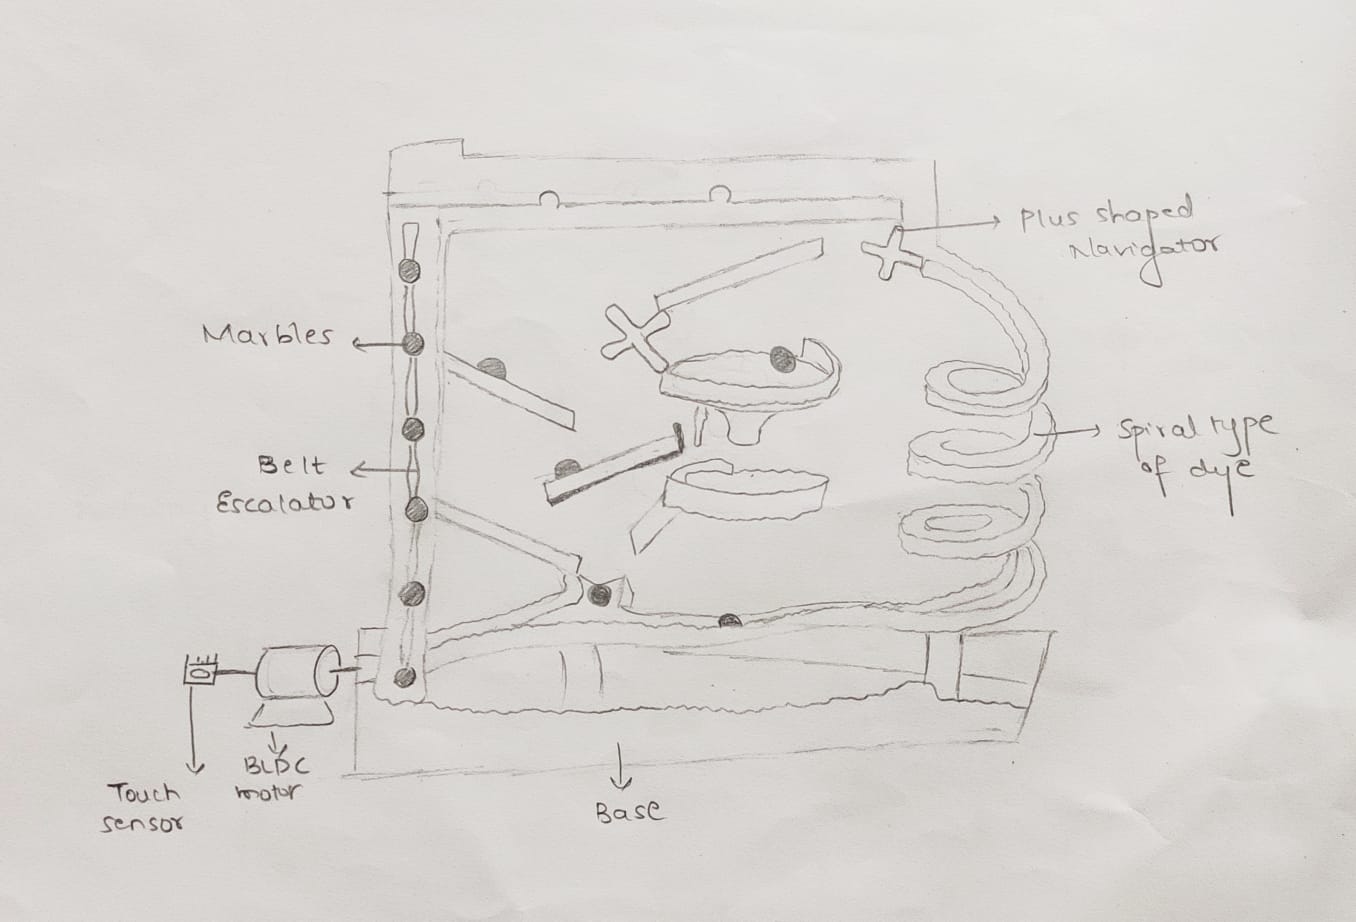 Plus shaped
Navigator
Marbles
Belt
Escalator
Spiral type
of dye
BLDC
motor
Touch
sensor
Base